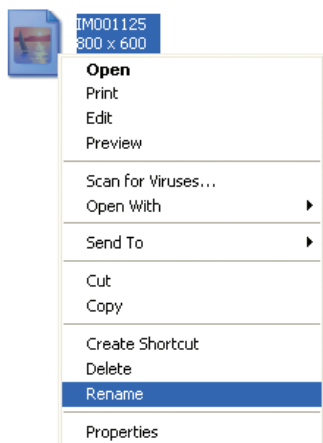 IM001125
800 x 600
Open
Print
Edit
Preview
Scan for Viruses...
Open With
Send To
Cut
Copy
Create Shortcut
Delete
Rename
Properties